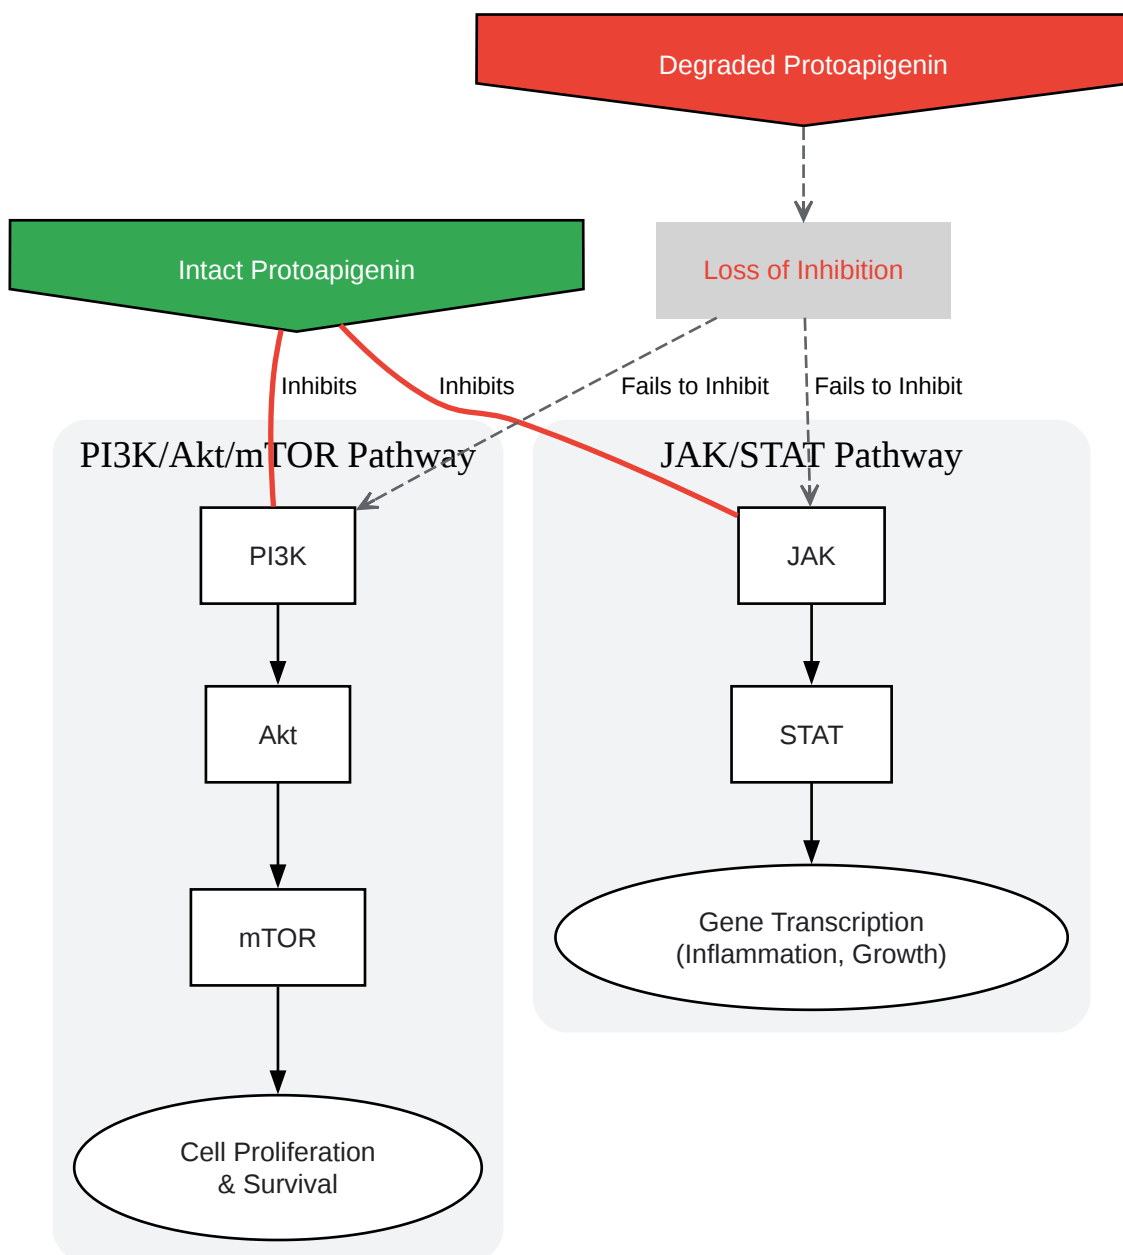 Degraded Protoapigenin
Intact Protoapigenin
Loss of Inhibition
Inhibits
Inhibits
Fails to Inhibit
Fails to Inhibit
PI3K/Akt/mTOR Pathway
JAK/STAT Pathway
PI3K
JAK
Akt
STAT
mTOR
Gene Transcription
(Inflammation, Growth)
Cell Proliferation
& Survival